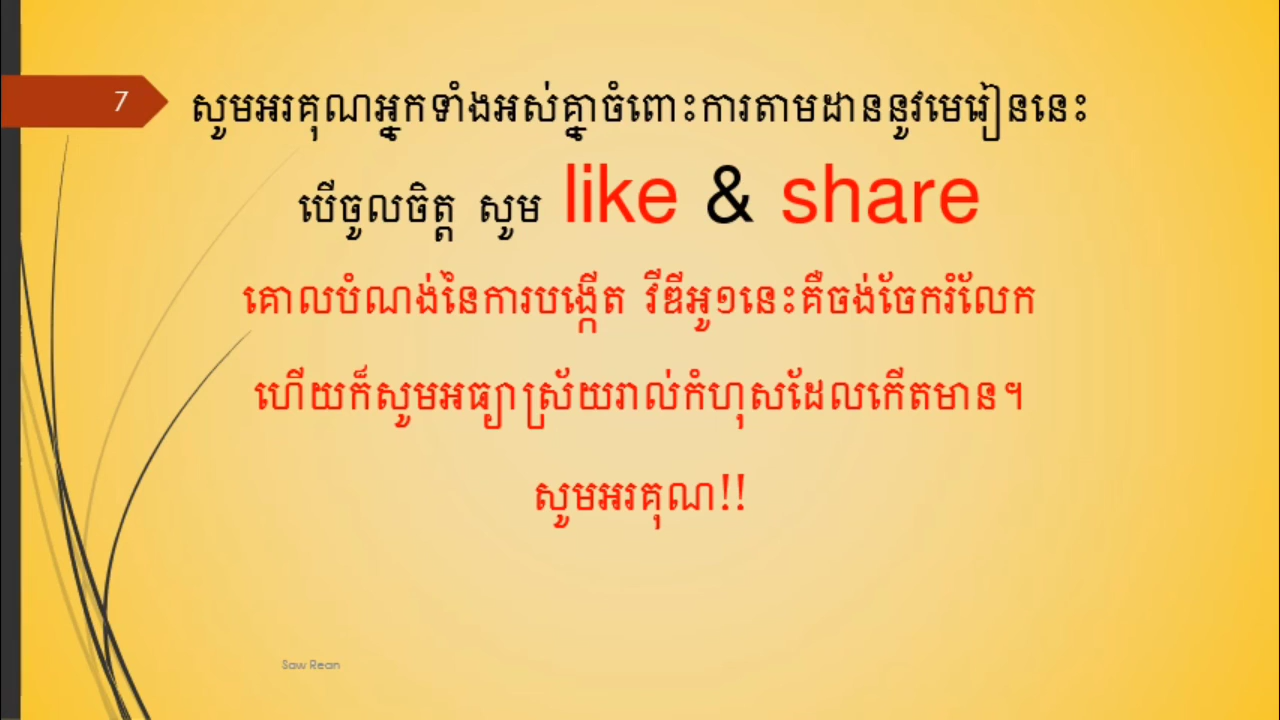 7
សូមអរគុណអ្នកទាំងអស់គ្នាចំពោះការតាមដាននូវមេរៀននេះ
បើចូលចិត្ត សូម like & share
គោលបំណង់នៃការបង្កើត វីឌីអូ១នេះគឺចង់ចែករំលែក
ហើយក៏សូមអធ្យាស្រ័យរាល់កំហុសដែលកើតមាន។
សូមអរគុណ!!
Saw Rean